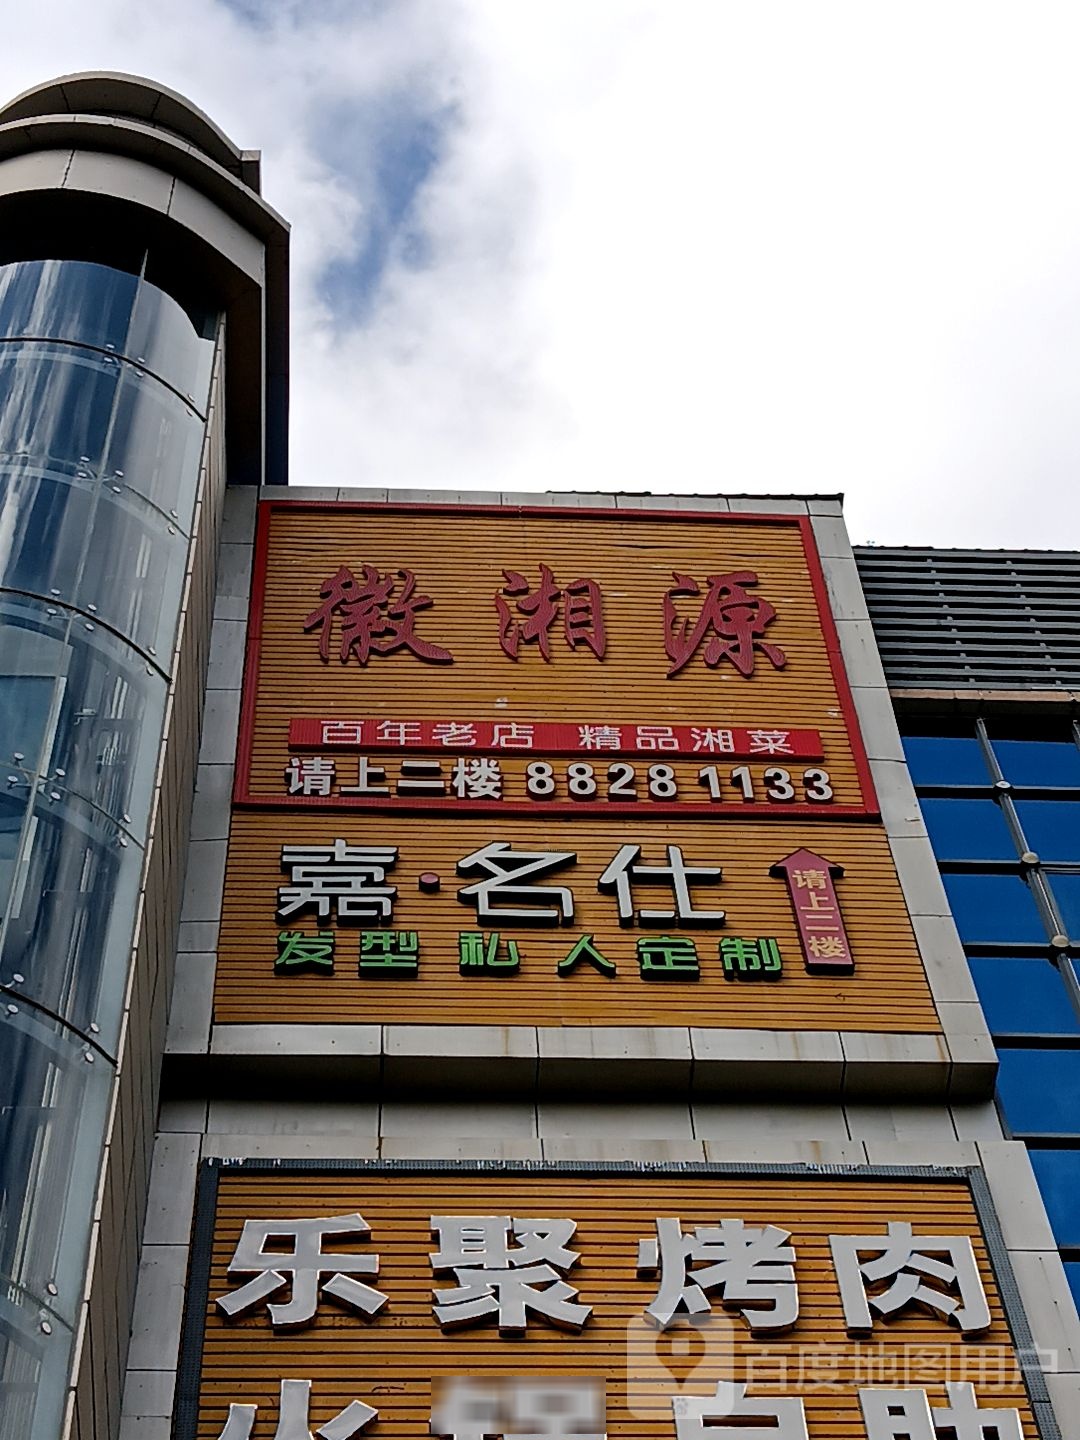 徽湘源
百年老店 精品湘菜
请上二楼 88281133
嘉·名仕
发型私人定制
请上二楼
乐聚烤肉
百度地图用户